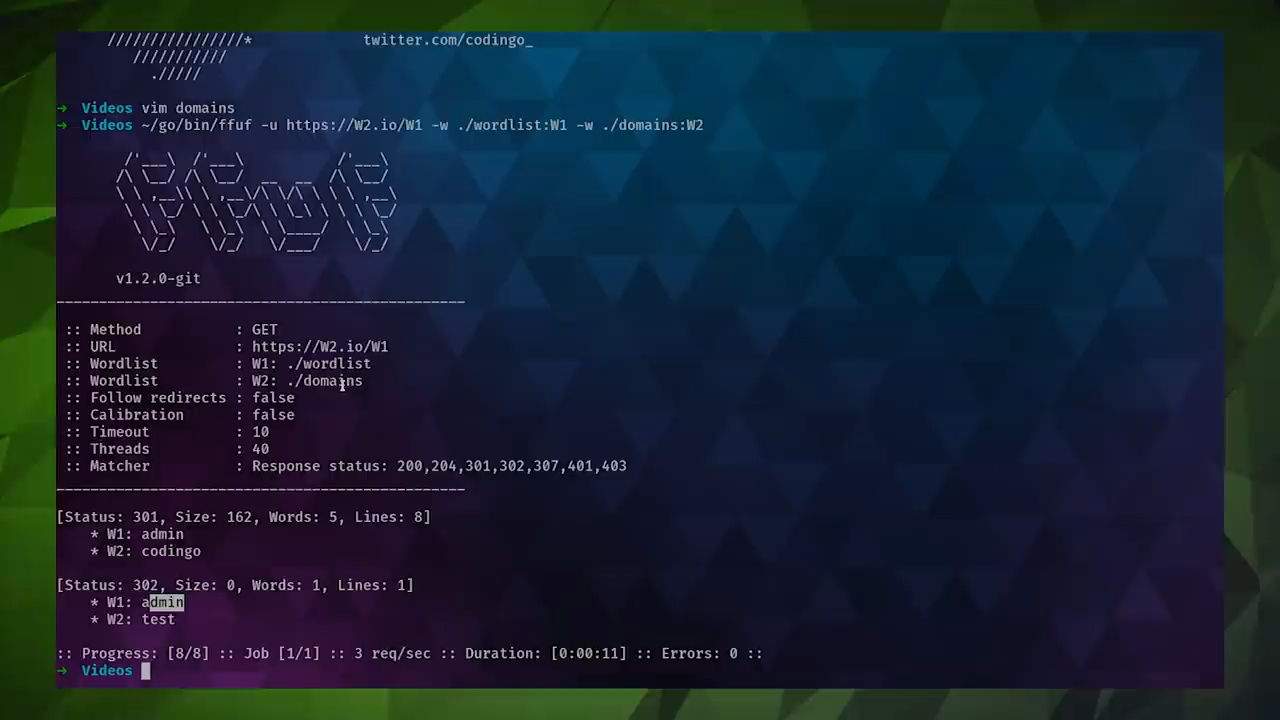 twitter.com/codingo_
→ Videos vim domains
→ Videos ~/go/bin/ffuf -u https://W2.io/W1 -w ./wordlist:W1 -w ./domains:W2
v1.2.0-git
:: Method : GET
:: URL : https://W2.io/W1
:: Wordlist : W1: ./wordlist
:: Wordlist : W2: ./domains
:: Follow redirects : false
:: Calibration : false
:: Timeout : 10
:: Threads : 40
:: Matcher : Response status: 200,204,301,302,307,401,403
[Status: 301, Size: 162, Words: 5, Lines: 8]
* W1: admin
* W2: codingo
[Status: 302, Size: 0, Words: 1, Lines: 1]
* W1: admin
* W2: test
:: Progress: [8/8] :: Job [1/1] :: 3 req/sec :: Duration: [0:00:11] :: Errors: 0 ::
→ Videos